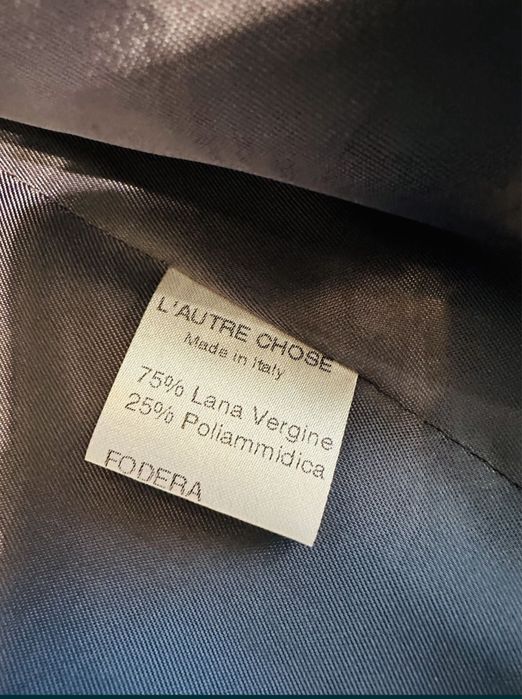 L'AUTRE CHOSE
Made in Italy
75% Lana Vergine
25% Poliammidica
FODERA